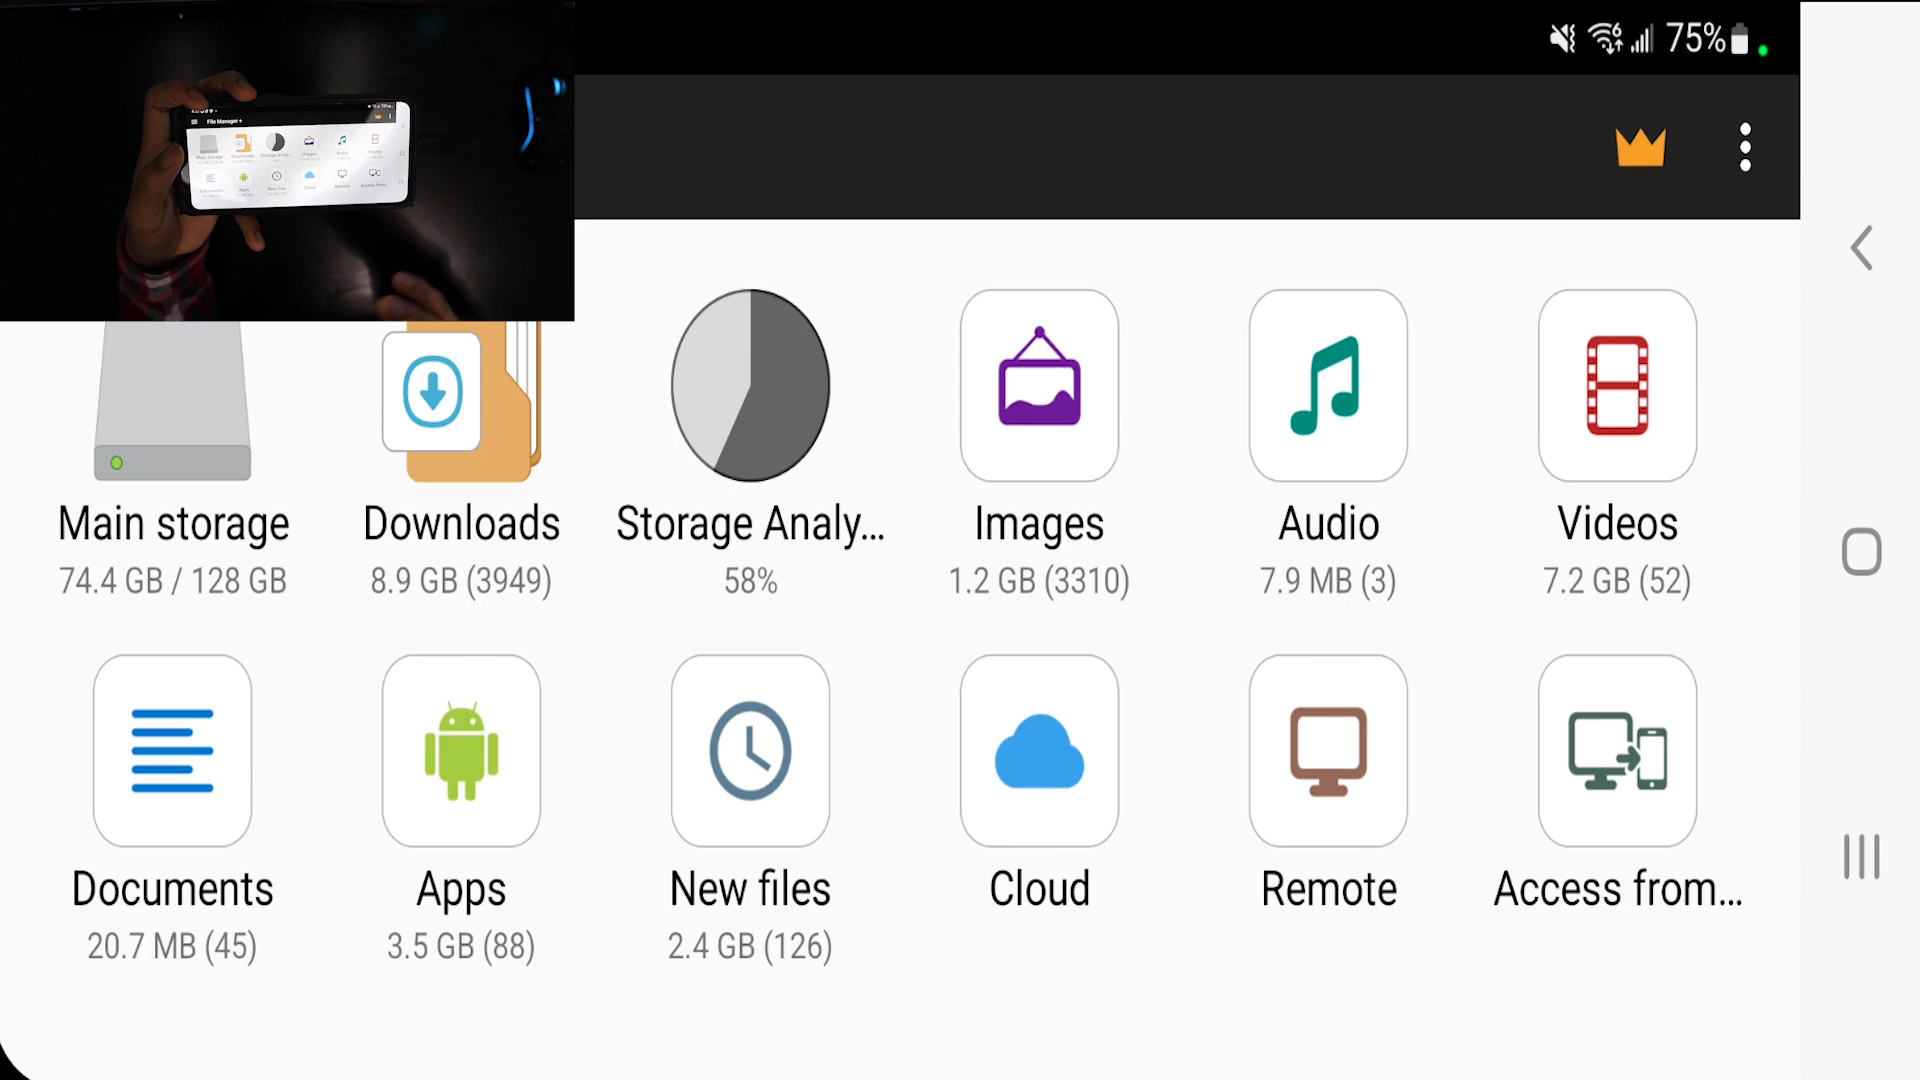 75%
File Manager +
Main storage
74.4 GB / 128 GB
Downloads
8.9 GB (3949)
Storage Analy...
58%
Images
1.2 GB (3310)
Audio
7.9 MB (3)
Videos
7.2 GB (52)
Documents
20.7 MB (45)
Apps
3.5 GB (88)
New files
2.4 GB (126)
Cloud
Remote
Access from...